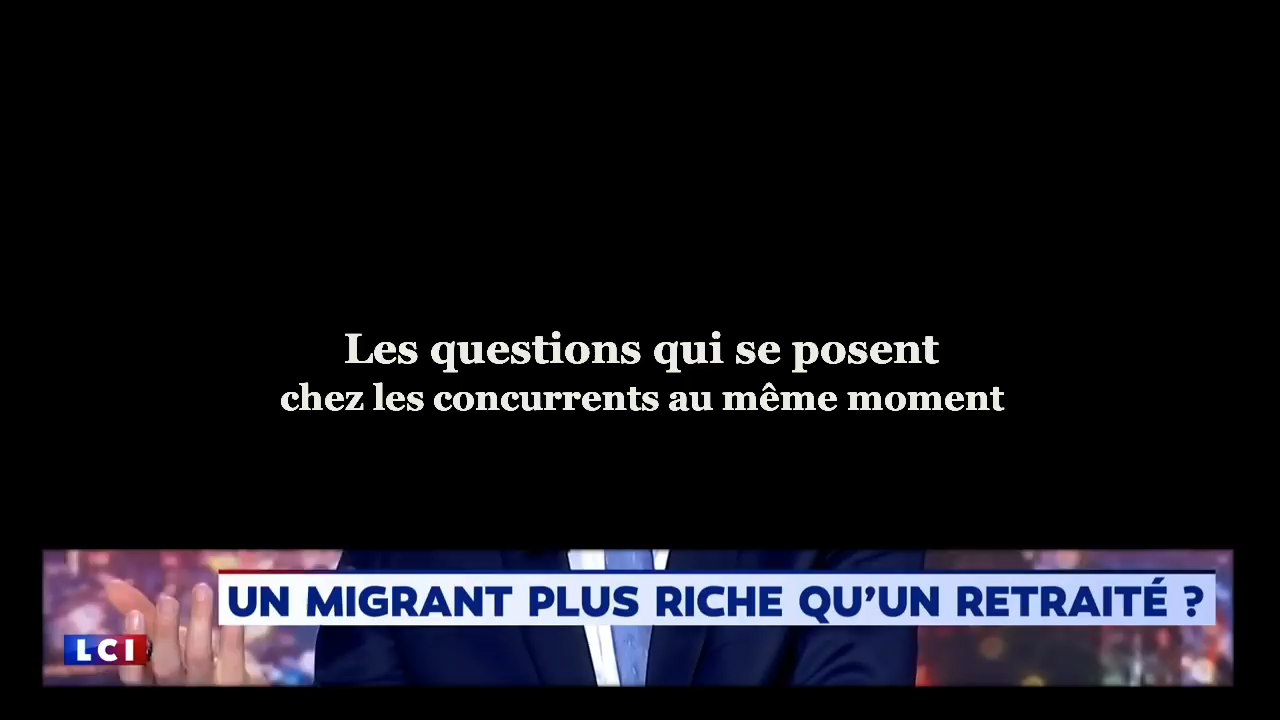 Les questions qui se posent
chez les concurrents au même moment
UN MIGRANT PLUS RICHE QU'UN RETRAITÉ ?
LCI